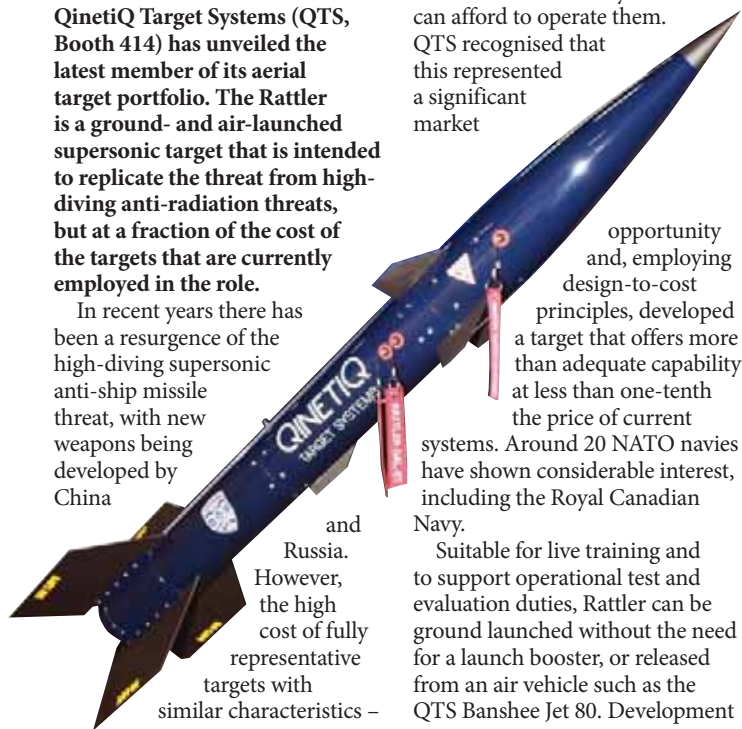 QinetiQ Target Systems (QTS,
Booth 414) has unveiled the
latest member of its aerial
target portfolio. The Rattler
is a ground- and air-launched
supersonic target that is intended
to replicate the threat from high-
diving anti-radiation threats,
but at a fraction of the cost of
the targets that are currently
employed in the role.
In recent years there has
been a resurgence of the
high-diving supersonic
anti-ship missile
threat, with new
weapons being
developed by
China
and
Russia.
However,
the high
cost of fully
representative
targets with
similar characteristics –
can afford to operate them.
QTS recognised that
this represented
a significant
market
opportunity
and, employing
design-to-cost
principles, developed
a target that offers more
than adequate capability
at less than one-tenth
the price of current
systems. Around 20 NATO navies
have shown considerable interest,
including the Royal Canadian
Navy.
Suitable for live training and
to support operational test and
evaluation duties, Rattler can be
ground launched without the need
for a launch booster, or released
from an air vehicle such as the
QTS Banshee Jet 80. Development
QINETIQ
TARGET SYSTEMS